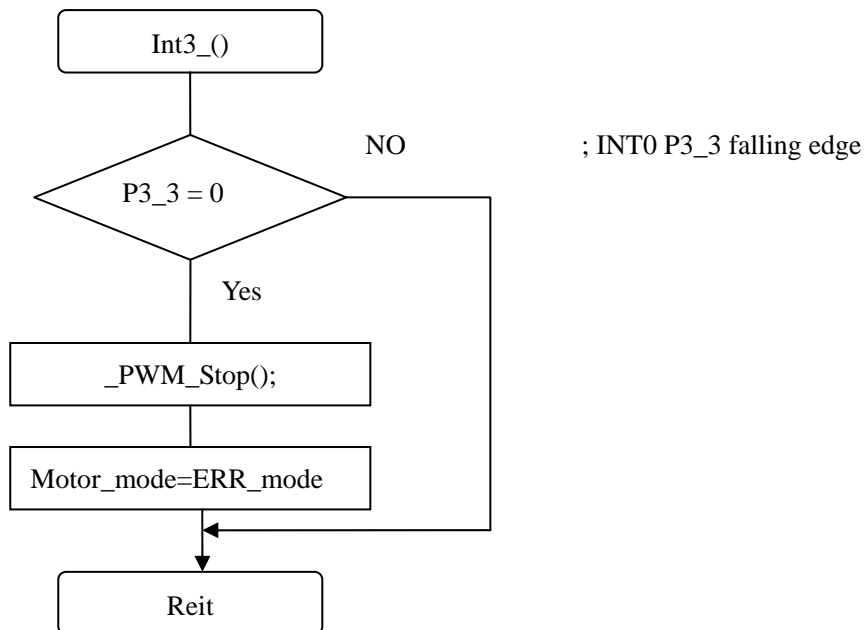 Int3_()
NO ; INT0 P3_3 falling edge
P3_3 = 0
Yes
_PWM_Stop();
Motor_mode=ERR_mode
Reit